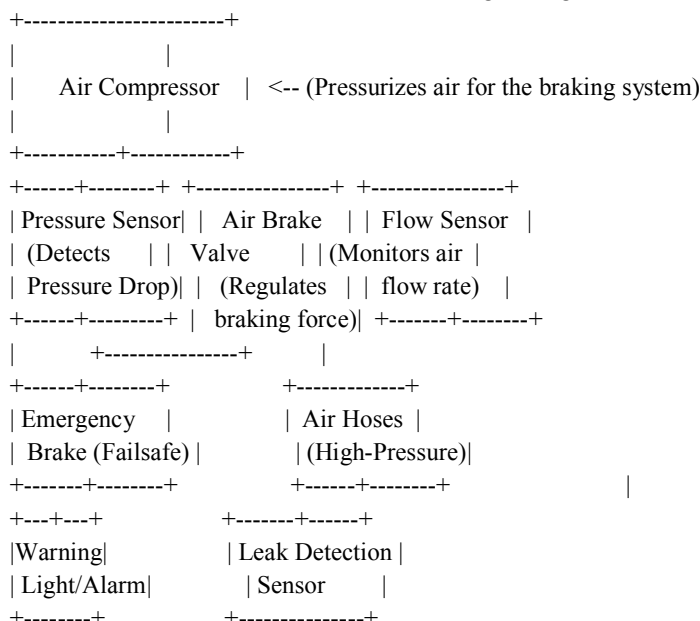 +------------------------+
| |
| Air Compressor | <-- (Pressurizes air for the braking system)
| |
+-----------+------------+
+------+--------+ +----------------+ +----------------+
| Pressure Sensor| | Air Brake | | Flow Sensor |
| (Detects | | Valve | | (Monitors air |
| Pressure Drop)| | (Regulates | | flow rate) |
+------+---------+ | braking force)| +-------+--------+
| +----------------+ |
+------+--------+ +-------------+
| Emergency | | Air Hoses |
| Brake (Failsafe) | | (High-Pressure)|
+-------+--------+ +------+--------+ |
+---+---+ +-------+------+
|Warning| | Leak Detection |
| Light/Alarm| | Sensor |
+--------+ +---------------+